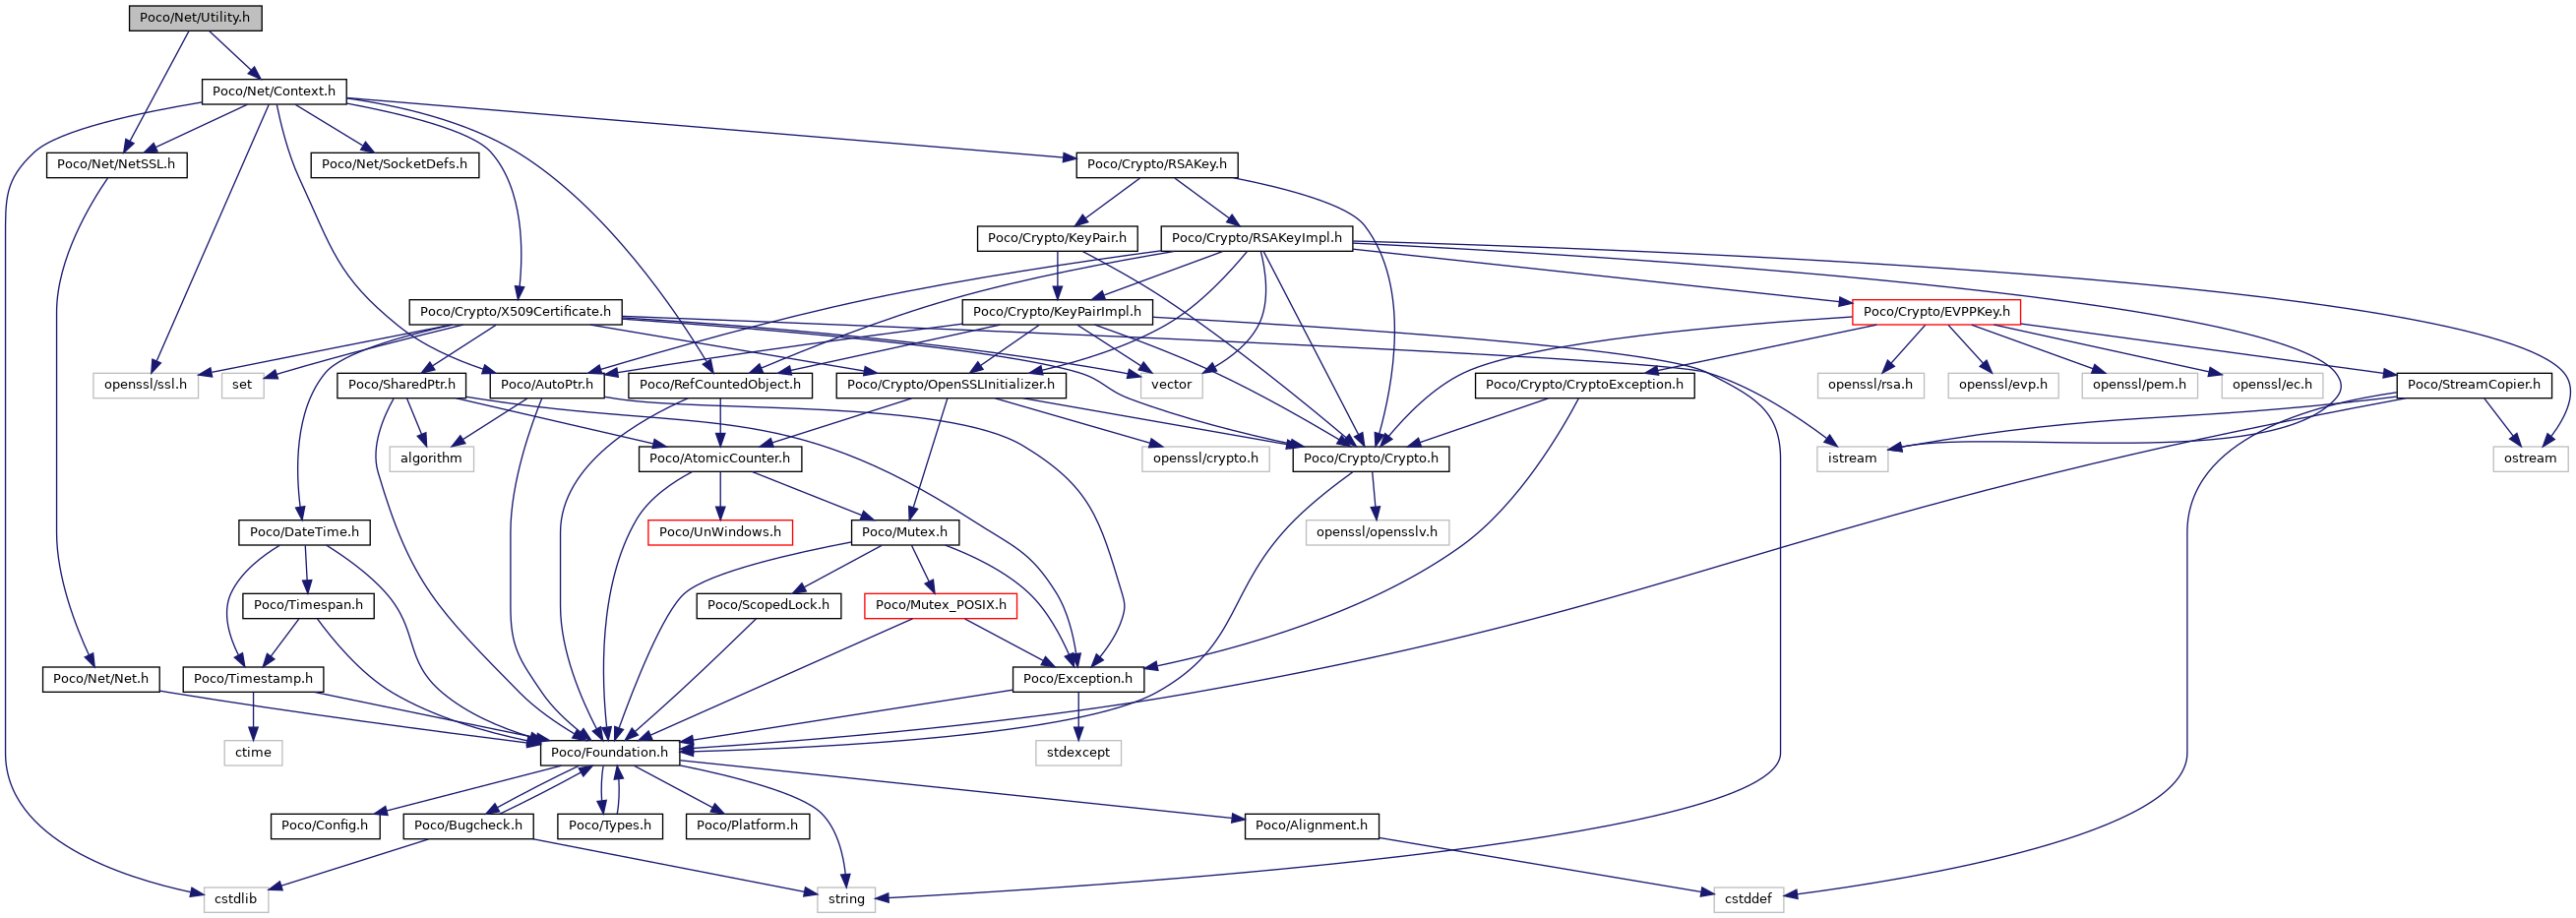 Poco/Net/Utility.h
Poco/Net/Context.h
Poco/Net/NetSSL.h
Poco/Net/SocketDefs.h
Poco/Crypto/RSAKey.h
Poco/Crypto/KeyPair.h
Poco/Crypto/RSAKeyImpl.h
Poco/Crypto/X509Certificate.h
Poco/Crypto/KeyPairImpl.h
Poco/Crypto/EVPPKey.h
openssl/ssl.h
set
Poco/SharedPtr.h
Poco/AutoPtr.h
Poco/RefCountedObject.h
Poco/Crypto/OpenSSLInitializer.h
vector
Poco/Crypto/CryptoException.h
openssl/rsa.h
openssl/evp.h
openssl/pem.h
openssl/ec.h
Poco/StreamCopier.h
algorithm
Poco/AtomicCounter.h
openssl/crypto.h
Poco/Crypto/Crypto.h
istream
ostream
Poco/DateTime.h
Poco/UnWindows.h
Poco/Mutex.h
openssl/opensslv.h
Poco/Timespan.h
Poco/ScopedLock.h
Poco/Mutex_POSIX.h
Poco/Net/Net.h
Poco/Timestamp.h
Poco/Exception.h
ctime
Poco/Foundation.h
stdexcept
Poco/Config.h
Poco/Bugcheck.h
Poco/Types.h
Poco/Platform.h
Poco/Alignment.h
cstdlib
string
cstddef